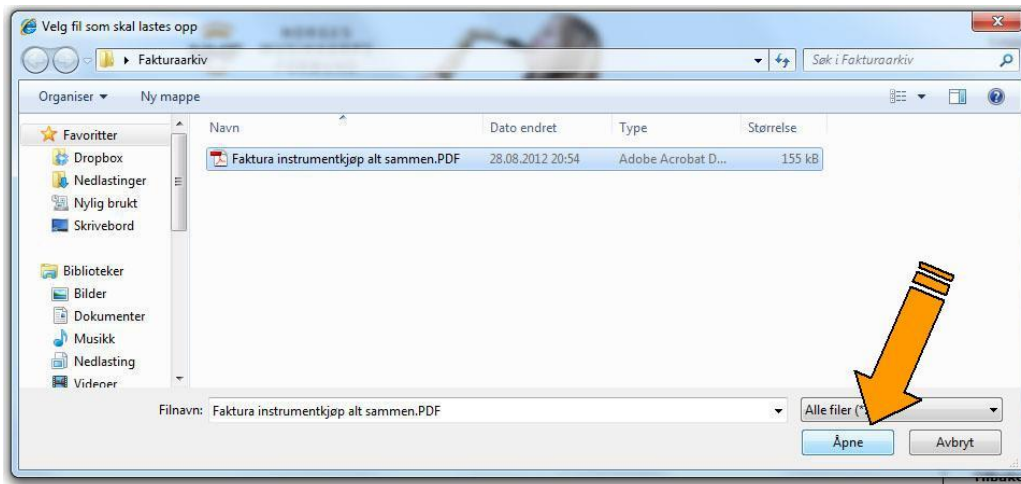 Velg fil som skal lastes opp
Fakturaarkiv
Søk i Fakturaarkiv
Organiser
Ny mappe
Navn
Dato endret
Type
Størrelse
Favoritter
Dropbox
Nedlastinger
Nylig brukt
Skrivebord
Biblioteker
Bilder
Dokumenter
Musikk
Nedlasting
Videoer
Faktura instrumentkjøp alt sammen.PDF
28.08.2012 20:54
Adobe Acrobat D...
155 kB
Filnavn:
Faktura instrumentkjøp alt sammen.PDF
Alle filer (*.
Åpne
Avbryt